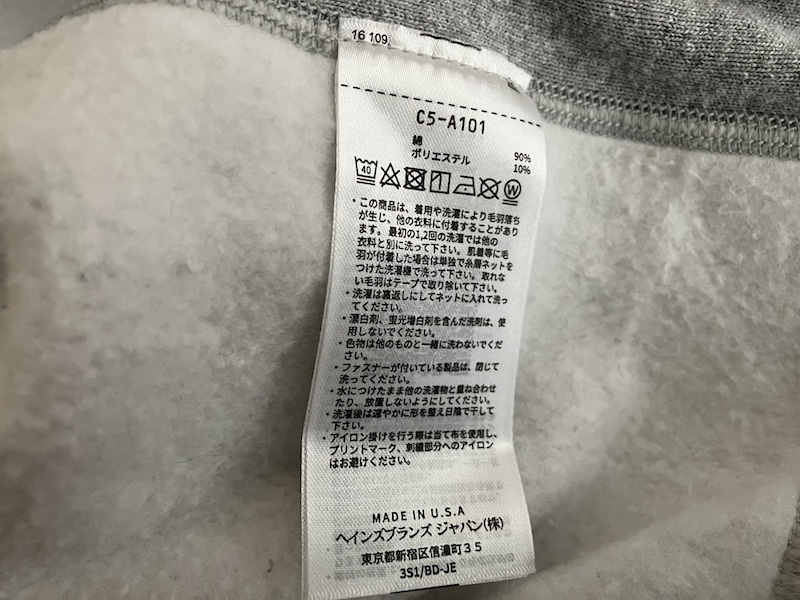 16 109
C5-A101
綿 90%
ポリエステル 10%
40 W
・この商品は、着用や洗濯により毛羽落ち
が生じ、他の衣料に付着することがあり
ます。最初の1,2回の洗濯では他の
衣料と別に洗って下さい。肌着等に毛
羽が付着した場合は単独で糸屑ネットを
つけた洗濯機で洗って下さい。取れな
い毛羽はテープで取り除いて下さい。
・洗濯は裏返しにしてネットに入れて洗っ
てください。
・漂白剤、蛍光増白剤を含んだ洗剤は、使
用しないでください。
・色物は他のものと一緒に洗わないでくだ
さい。
・ファスナーが付いている製品は、閉じて
洗ってください。
・水につけたまま他の洗濯物と重ね合わせ
たり、放置しないようにしてください。
・洗濯後は速やかに形を整え日陰で干して
下さい。
・アイロン掛けを行う際は当て布を使用し、
プリントマーク、刺繍部分へのアイロン
はお避けください。
MADE IN U.S.A
ヘインズブランズ ジャパン(株)
東京都新宿区信濃町35
3S1/BD-JE